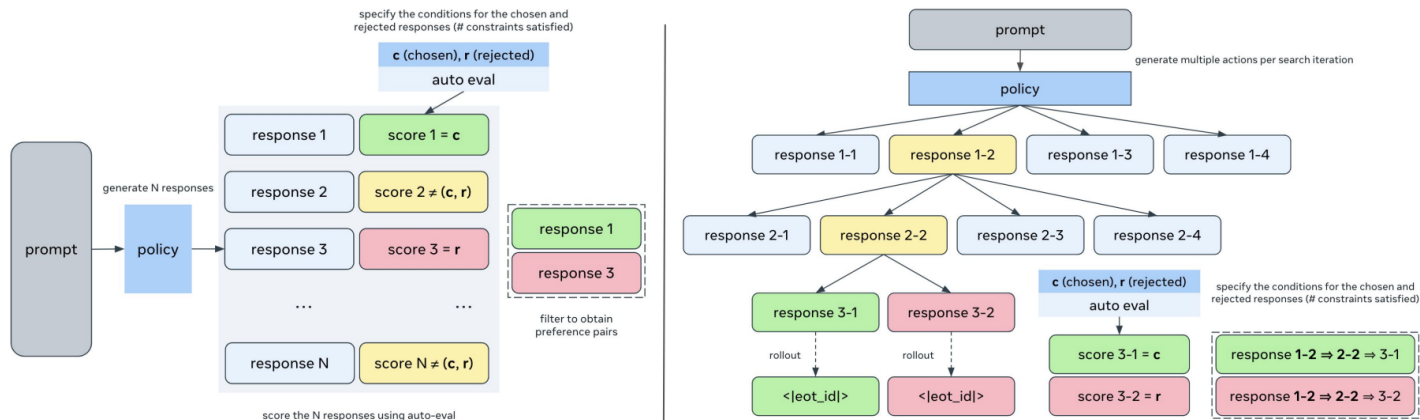 specify the conditions for the chosen and
rejected responses (# constraints satisfied)
c (chosen), r (rejected)
auto eval
response 1
score 1 = c
generate N responses
response 2
score 2 ≠ (c, r)
prompt
policy
response 3
score 3 = r
response 1
response 3
...
...
filter to obtain
preference pairs
response N
score N ≠ (c, r)
score the N responses using auto-eval
prompt
generate multiple actions per search iteration
policy
response 1-1
response 1-2
response 1-3
response 1-4
response 2-1
response 2-2
response 2-3
response 2-4
response 3-1
response 3-2
rollout
rollout
<|eot_id|>
<|eot_id|>
c (chosen), r (rejected)
auto eval
specify the conditions for the chosen and
rejected responses (# constraints satisfied)
score 3-1 = c
score 3-2 = r
response 1-2 ⇒ 2-2 ⇒ 3-1
response 1-2 ⇒ 2-2 ⇒ 3-2